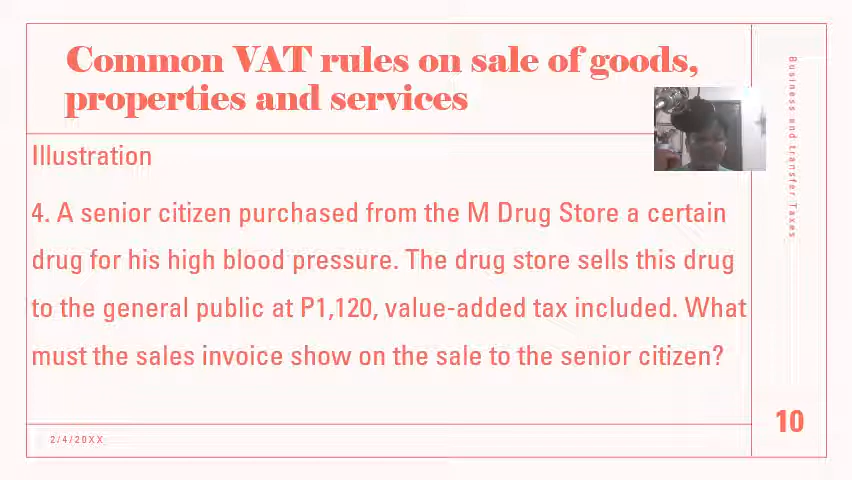 Common VAT rules on sale of goods,
properties and services
Illustration
4. A senior citizen purchased from the M Drug Store a certain
drug for his high blood pressure. The drug store sells this drug
to the general public at P1,120, value-added tax included. What
must the sales invoice show on the sale to the senior citizen?
2/4/20XX
Business and transfer Taxes
10